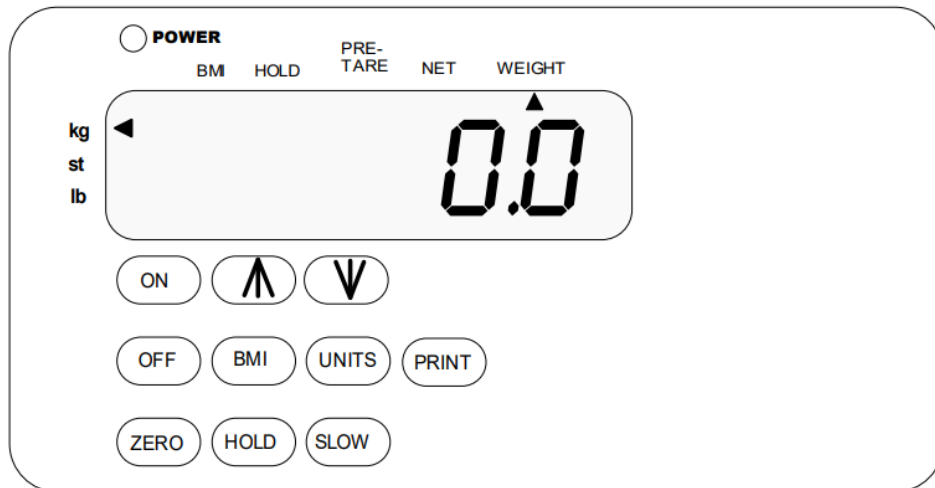 POWER
BMI HOLD PRE-
TARE NET WEIGHT
kg
st
lb
0.0
ON
OFF BMI UNITS PRINT
ZERO HOLD SLOW